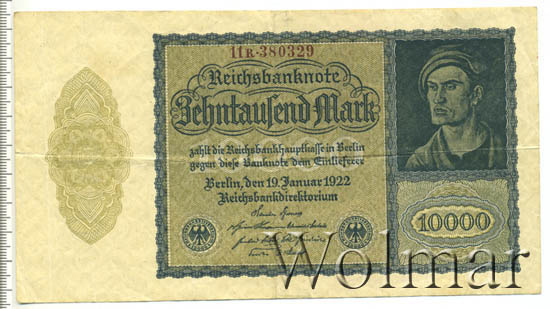 11R·380329
Reichsbanknote
Zehntausend Mark
zahlt die Reichsbankhauptkasse in Berlin
gegen diese Banknote dem Einlieferer
Berlin, den 19. Januar 1922
Reichsbankdirektorium
10000
Wolmar